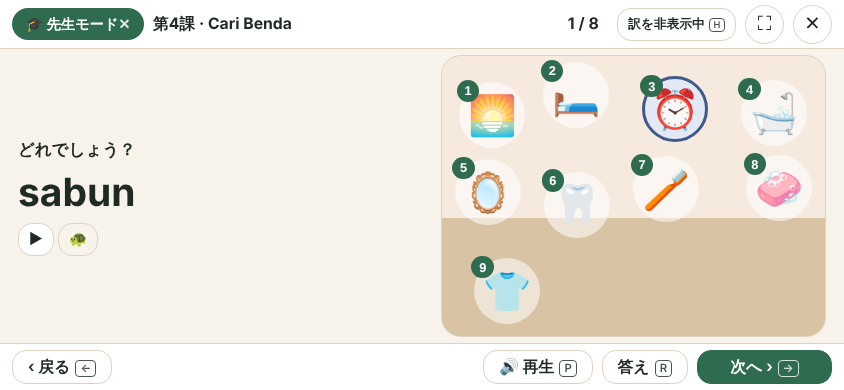 🎓 先生モード✕ 第4課 · Cari Benda 1 / 8 訳を非表示中 H ✕
どれでしょう？
sabun
1 2 3 4
5 6 7 8
9
‹ 戻る ← 🔊 再生 P 答え R 次へ › →